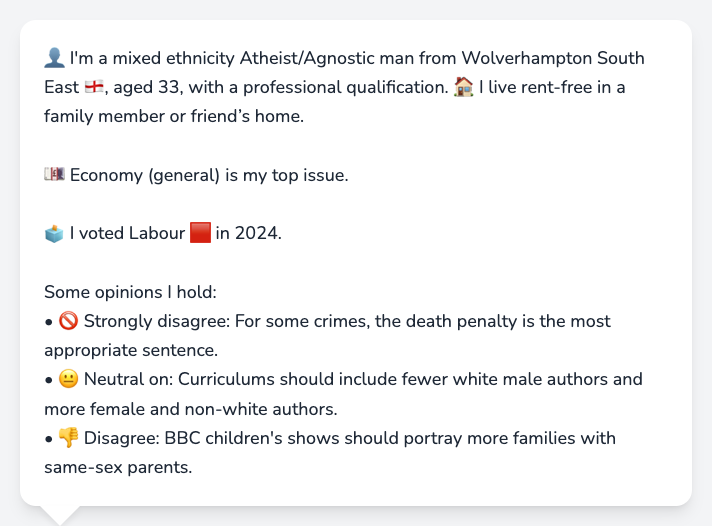 👤 I'm a mixed ethnicity Atheist/Agnostic man from Wolverhampton South
East 🏴󠁧󠁢󠁥󠁮󠁧󠁿, aged 33, with a professional qualification. 🏠 I live rent-free in a
family member or friend’s home.
💷 Economy (general) is my top issue.
🗳️ I voted Labour 🟥 in 2024.
Some opinions I hold:
• 🚫 Strongly disagree: For some crimes, the death penalty is the most
appropriate sentence.
• 😐 Neutral on: Curriculums should include fewer white male authors and
more female and non-white authors.
• 👎 Disagree: BBC children's shows should portray more families with
same-sex parents.